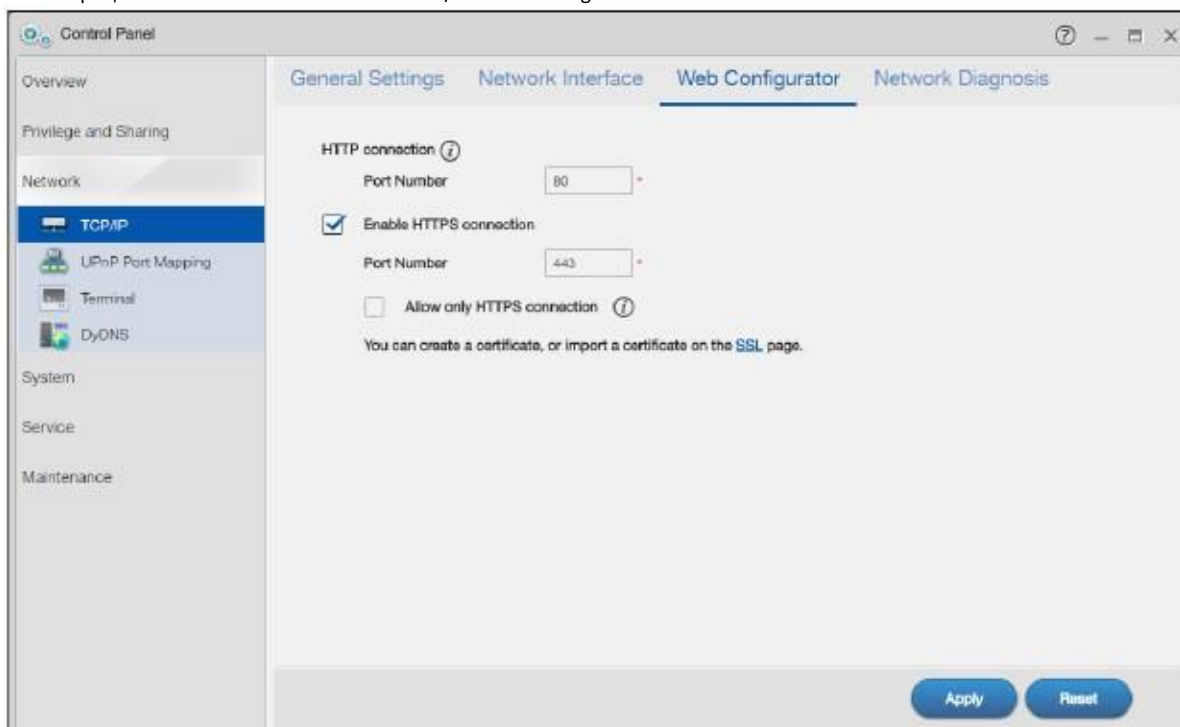 Control Panel
Overview
Privilege and Sharing
Network
TCP/IP
UPnP Port Mapping
Terminal
DyDNS
System
Service
Maintenance
General Settings Network Interface Web Configurator Network Diagnosis
HTTP connection
Port Number 80 *
Enable HTTPS connection
Port Number 443 *
Allow only HTTPS connection
You can create a certificate, or import a certificate on the SSL page.
Apply Reset